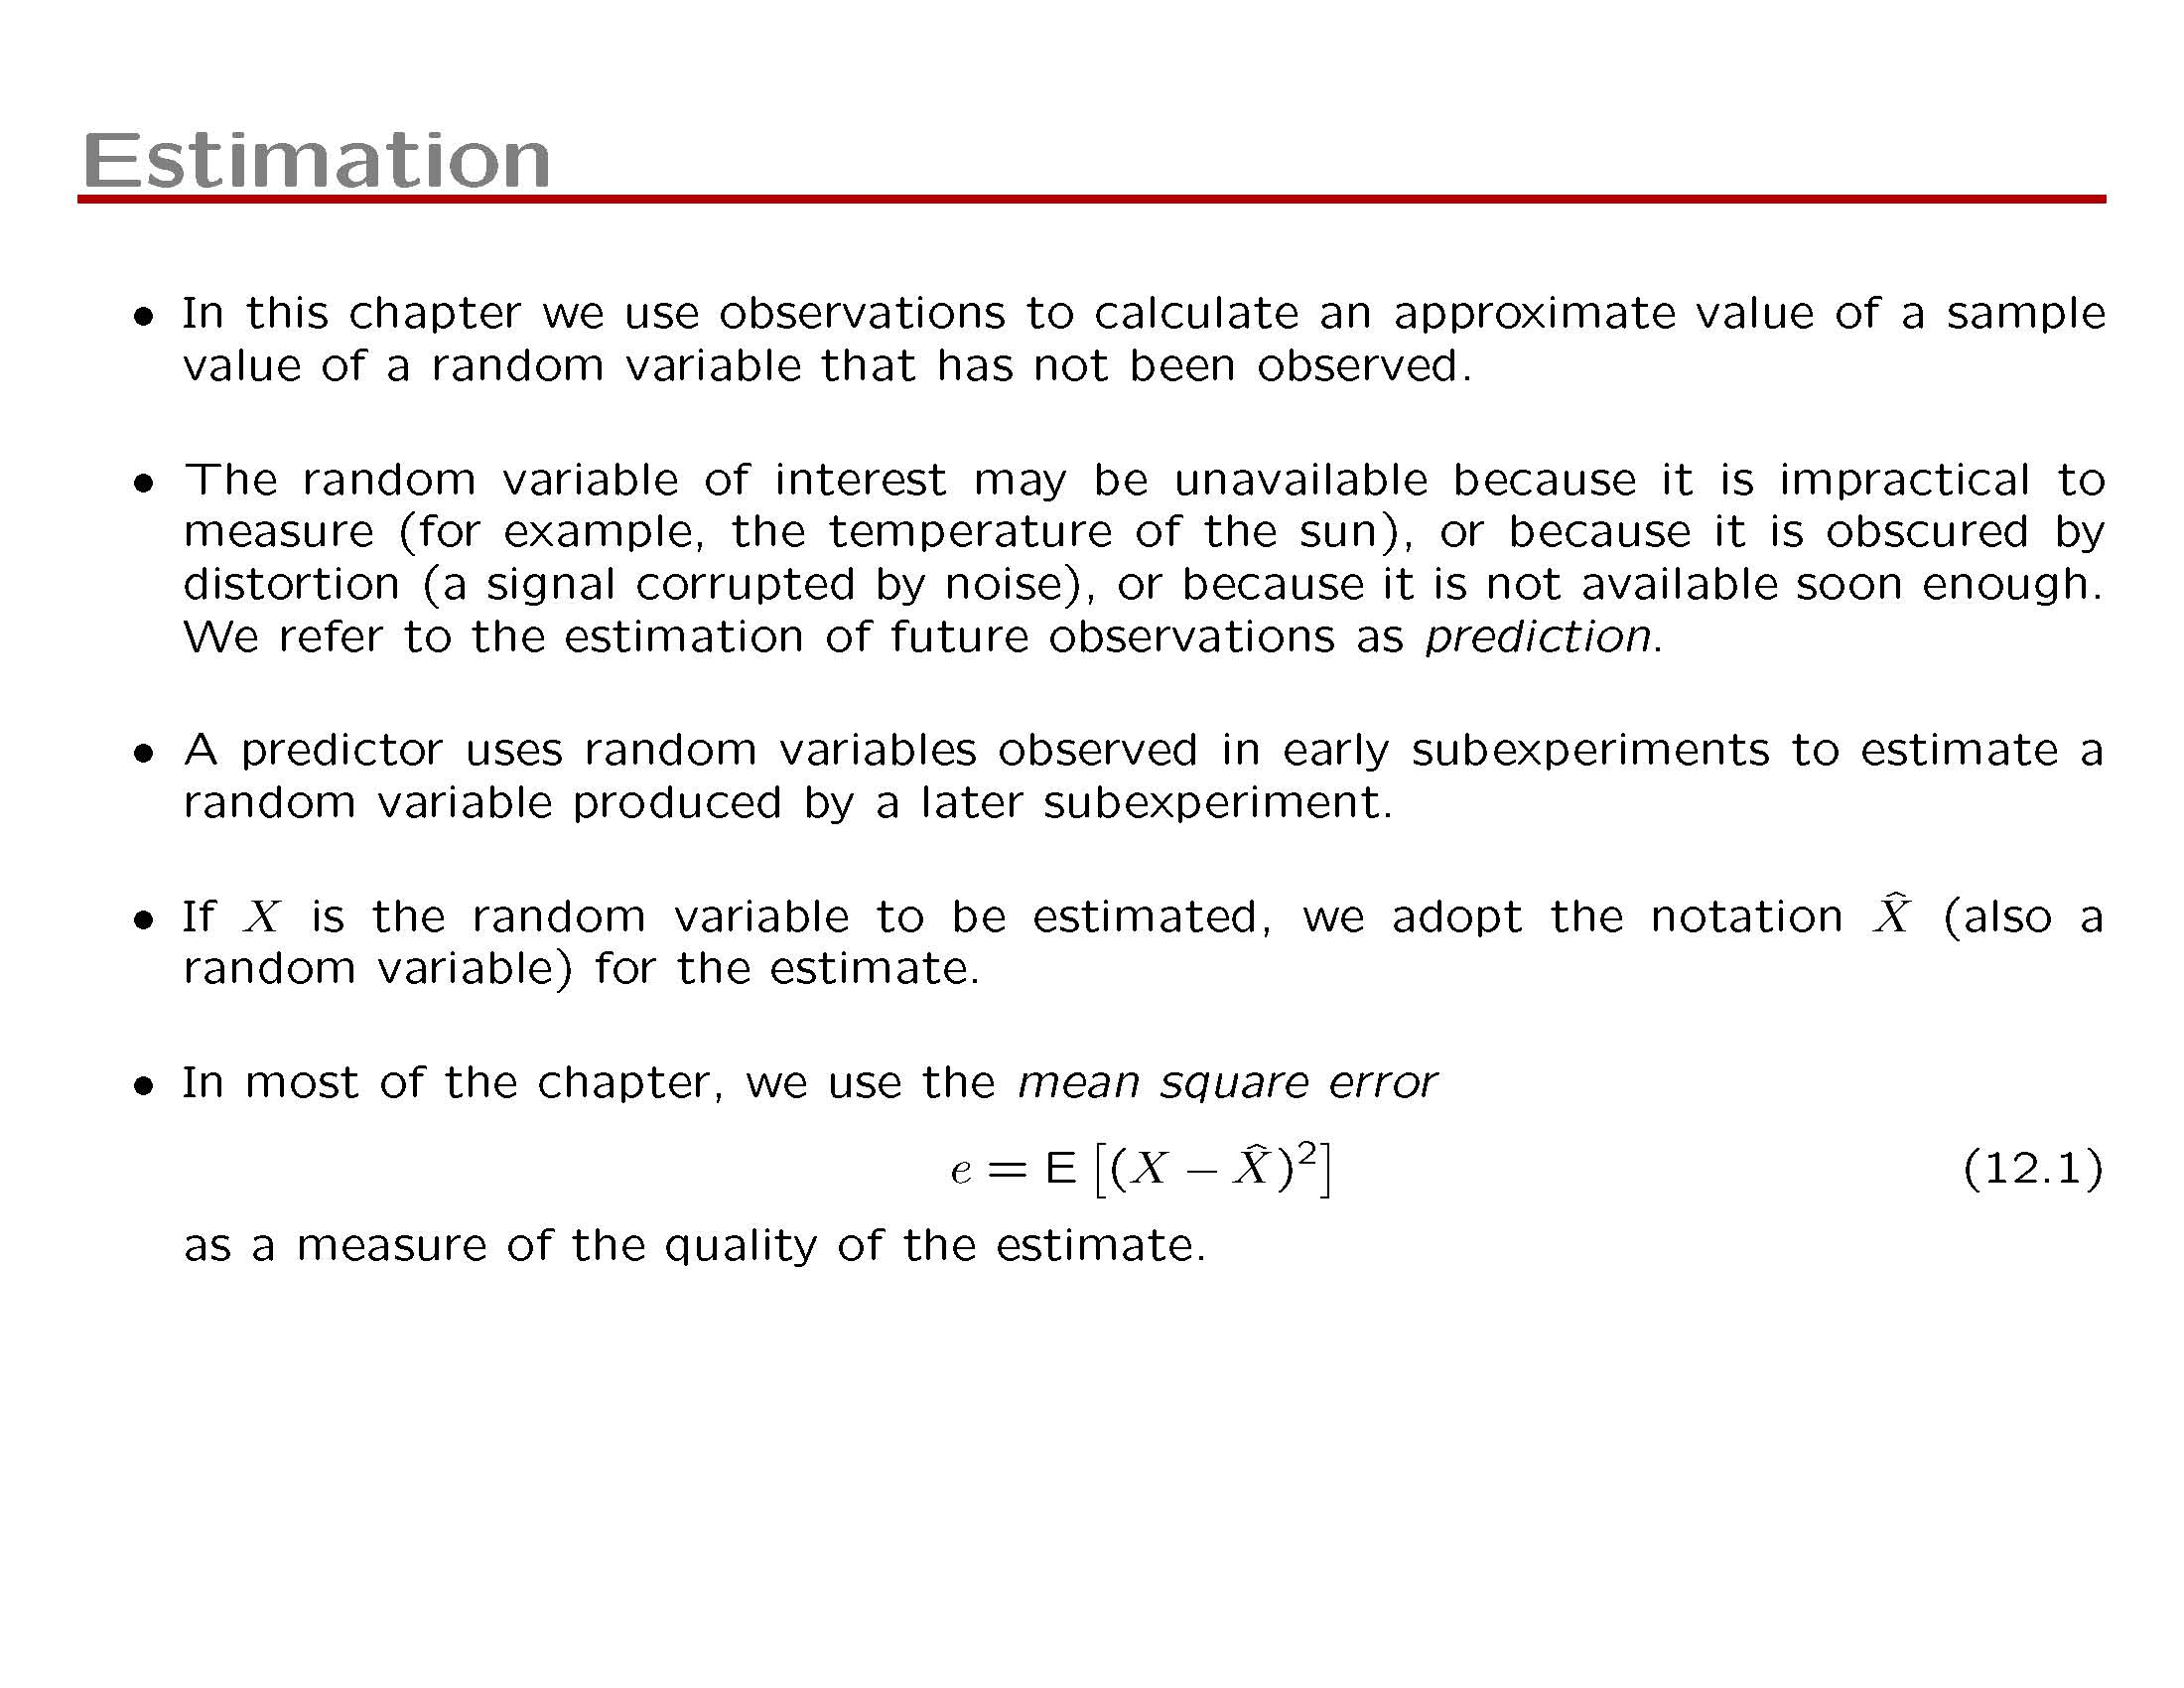 Estimation
• In this chapter we use observations to calculate an approximate value of a sample
value of a random variable that has not been observed.
• The random variable of interest may be unavailable because it is impractical to
measure (for example, the temperature of the sun), or because it is obscured by
distortion (a signal corrupted by noise), or because it is not available soon enough.
We refer to the estimation of future observations as prediction.
• A predictor uses random variables observed in early subexperiments to estimate a
random variable produced by a later subexperiment.
• If X is the random variable to be estimated, we adopt the notation X̂ (also a
random variable) for the estimate.
• In most of the chapter, we use the mean square error
e = E [(X − X̂)²] (12.1)
as a measure of the quality of the estimate.